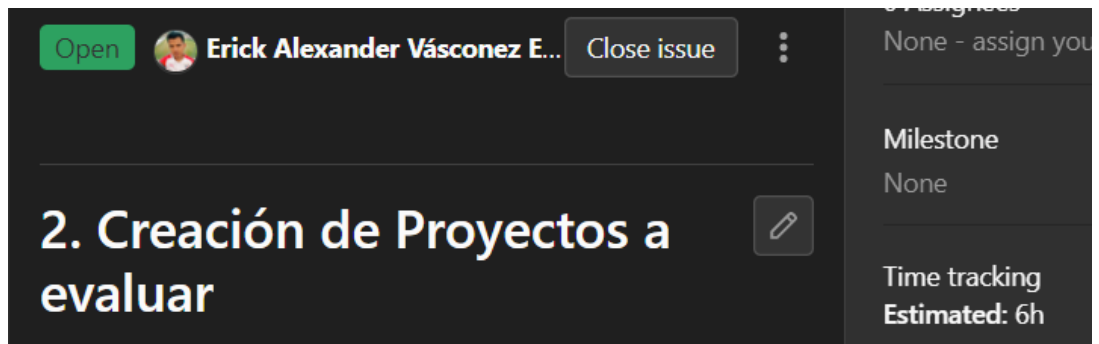 Open
Erick Alexander Vásconez E...
Close issue
2. Creación de Proyectos a
evaluar
Assignees
None - assign you
Milestone
None
Time tracking
Estimated: 6h